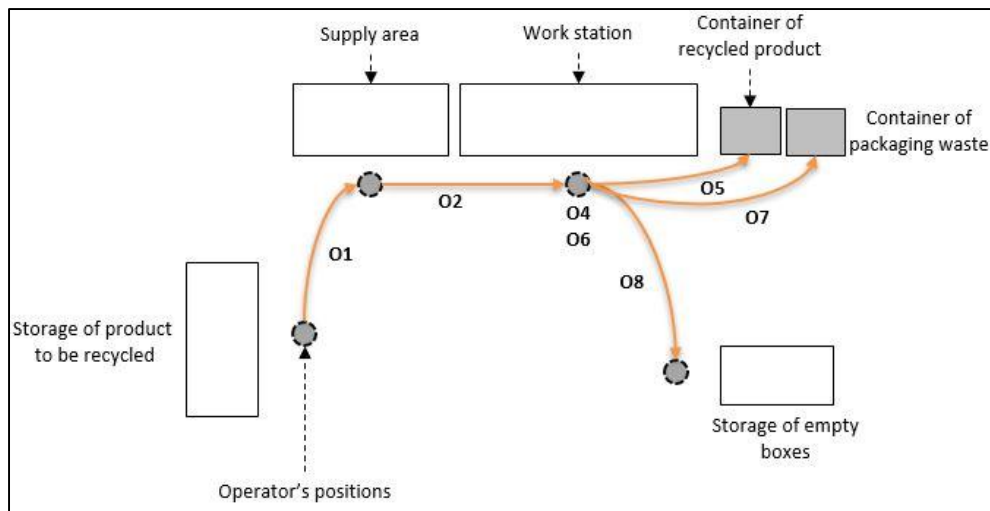 Supply area
Work station
Container of
recycled product
Container of
packaging waste
O2
O5
O4
O7
O6
O1
O8
Storage of product
to be recycled
Storage of empty
boxes
Operator's positions